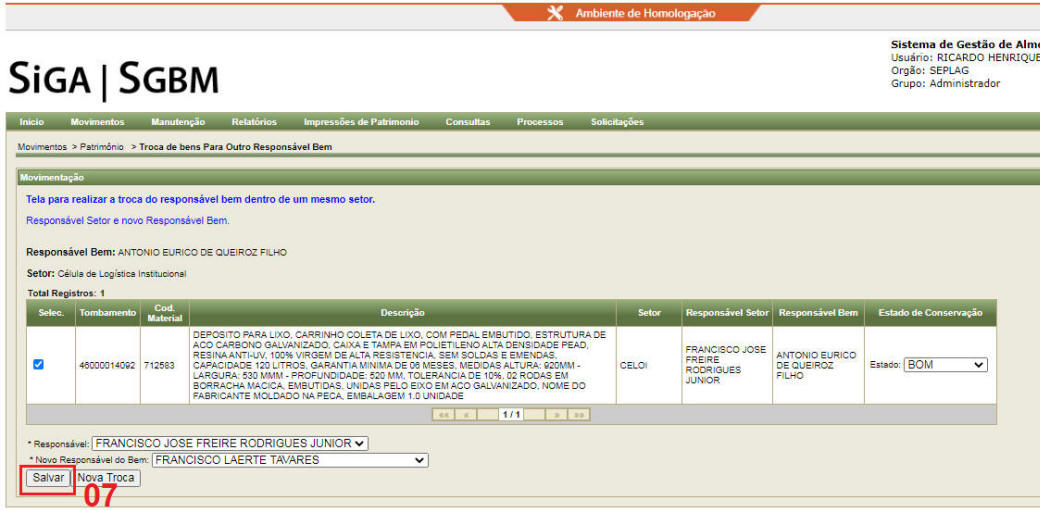 Ambiente de Homologação
Sistema de Gestão de Alm
Usuário: RICARDO HENRIQUE
Orgão: SEPLAG
Grupo: Administrador
SiGA | SGBM
Inicio Movimentos Manutenção Relatórios Impressões de Patrimonio Consultas Processos Solicitações
Movimentos > Patrimônio > Troca de bens Para Outro Responsável Bem
Movimentação
Tela para realizar a troca do responsável bem dentro de um mesmo setor.
Responsável Setor e novo Responsável Bem.
Responsável Bem: ANTONIO EURICO DE QUEIROZ FILHO
Setor: Célula de Logística Institucional
Total Registros: 1
Selec. Tombamento Cod. Material Descrição Setor Responsável Setor Responsável Bem Estado de Conservação
DEPOSITO PARA LIXO, CARRINHO COLETA DE LIXO, COM PEDAL EMBUTIDO, ESTRUTURA DE
ACO CARBONO GALVANIZADO, CAIXA E TAMPA EM POLIETILENO ALTA DENSIDADE PEAD,
RESINA ANTI-UV, 100% VIRGEM DE ALTA RESISTENCIA, SEM SOLDAS E EMENDAS,
CAPACIDADE 120 LITROS, GARANTIA MINIMA DE 06 MESES, MEDIDAS ALTURA: 920MM -
LARGURA: 530 MMM - PROFUNDIDADE: 520 MM, TOLERANCIA DE 10%, 02 RODAS EM
BORRACHA MACICA, EMBUTIDAS, UNIDAS PELO EIXO EM ACO GALVANIZADO, NOME DO
FABRICANTE MOLDADO NA PECA, EMBALAGEM 1.0 UNIDADE
46000014092 712583
CELOI
FRANCISCO JOSE
FREIRE
RODRIGUES
JUNIOR
ANTONIO EURICO
DE QUEIROZ
FILHO
Estado: BOM
<< < 1/1 > >>
* Responsável: FRANCISCO JOSE FREIRE RODRIGUES JUNIOR
* Novo Responsável do Bem: FRANCISCO LAERTE TAVARES
Salvar Nova Troca
07